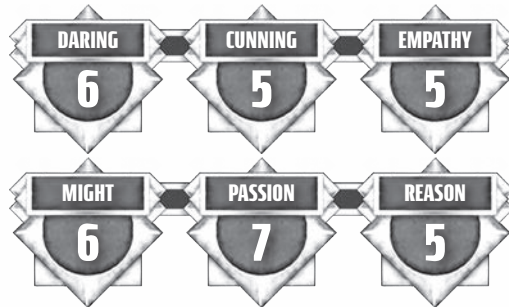 DARING CUNNING EMPATHY
6 5 5
MIGHT PASSION REASON
6 7 5